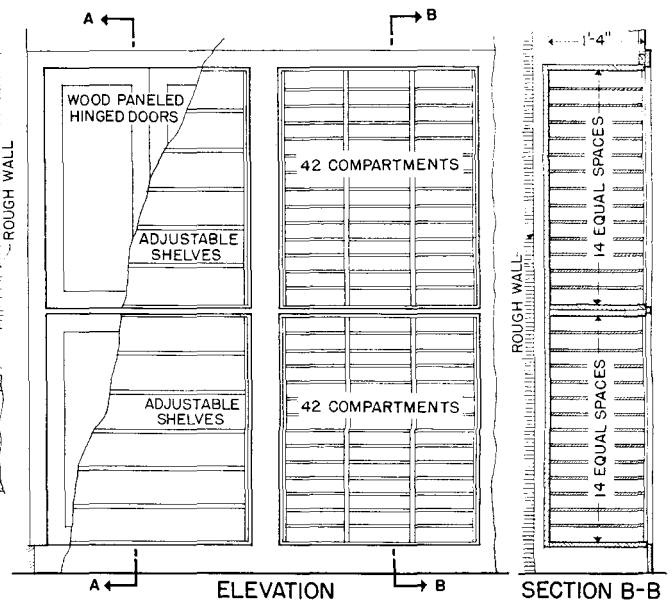 A
B
1'-4"
WOOD PANELED
HINGED DOORS
42 COMPARTMENTS
14 EQUAL SPACES
ROUGH WALL
ADJUSTABLE
SHELVES
ROUGH WALL
ADJUSTABLE
SHELVES
42 COMPARTMENTS
14 EQUAL SPACES
A
B
ELEVATION
SECTION B-B